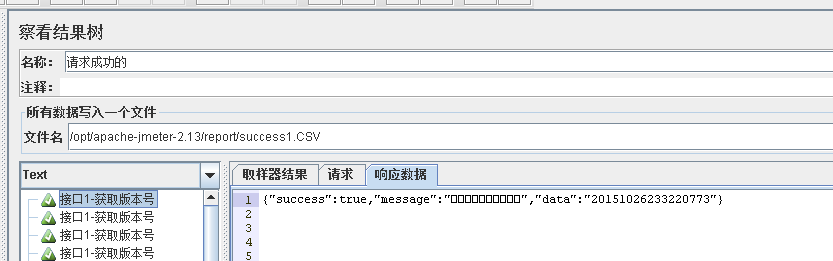 察看结果树
名称： 请求成功的
注释：
所有数据写入一个文件
文件名 /opt/apache-jmeter-2.13/report/success1.CSV
Text
取样器结果 请求 响应数据
接口1-获取版本号
接口1-获取版本号
接口1-获取版本号
接口1-获取版本号
1 {"success":true,"message":"□□□□□□□□□□","data":"20151026233220773"}
2
3
4
5